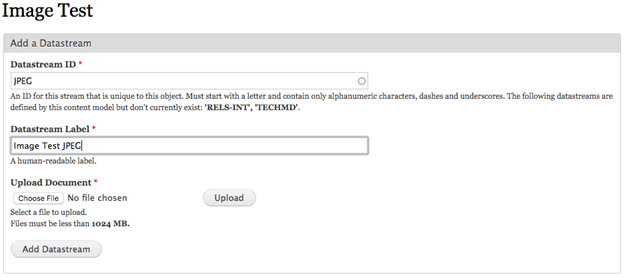 Image Test
Add a Datastream
Datastream ID *
JPEG
An ID for this stream that is unique to this object. Must start with a letter and contain only alphanumeric characters, dashes and underscores. The following datastreams are
defined by this content model but don't currently exist: 'RELS-INT', 'TECHMD'.
Datastream Label *
Image Test JPEG
A human-readable label.
Upload Document *
Choose File No file chosen Upload
Select a file to upload.
Files must be less than 1024 MB.
Add Datastream